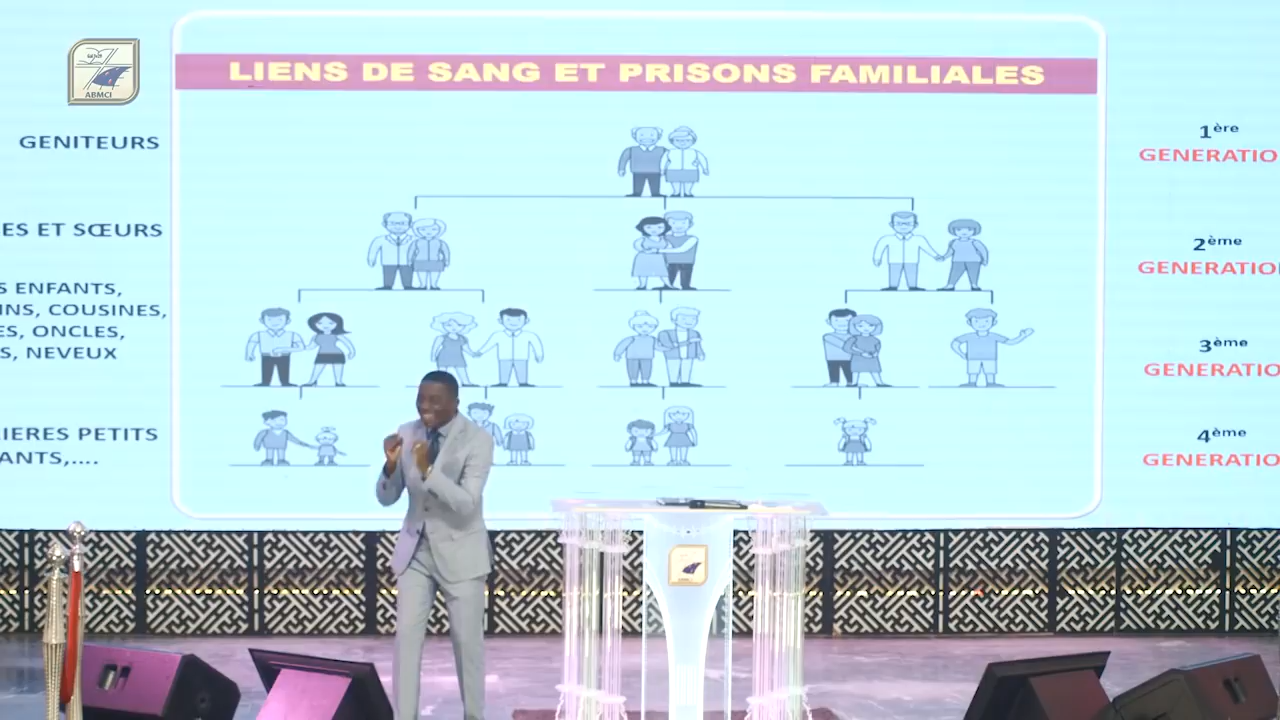 ABMCI
LIENS DE SANG ET PRISONS FAMILIALES
GENITEURS
1ère
GENERATIO
ES ET SŒURS
2ème
GENERATIO
S ENFANTS,
INS, COUSINES,
ES, ONCLES,
S, NEVEUX
3ème
GENERATIO
IERES PETITS
ANTS,....
4ème
GENERATIO